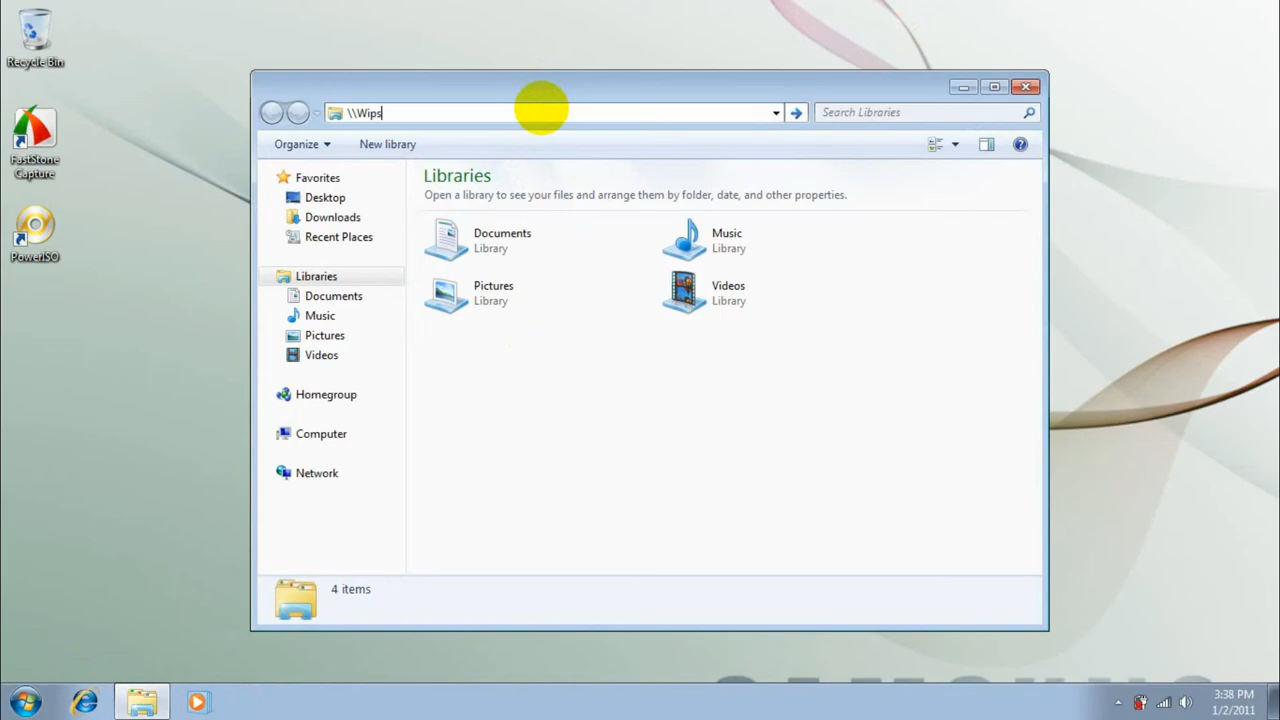 Recycle Bin
FastStone
Capture
PowerISO
\\Wips
Search Libraries
Organize
New library
Favorites
Desktop
Downloads
Recent Places
Libraries
Documents
Music
Pictures
Videos
Homegroup
Computer
Network
Libraries
Open a library to see your files and arrange them by folder, date, and other properties.
Documents
Library
Music
Library
Pictures
Library
Videos
Library
4 items
3:38 PM
1/2/2011